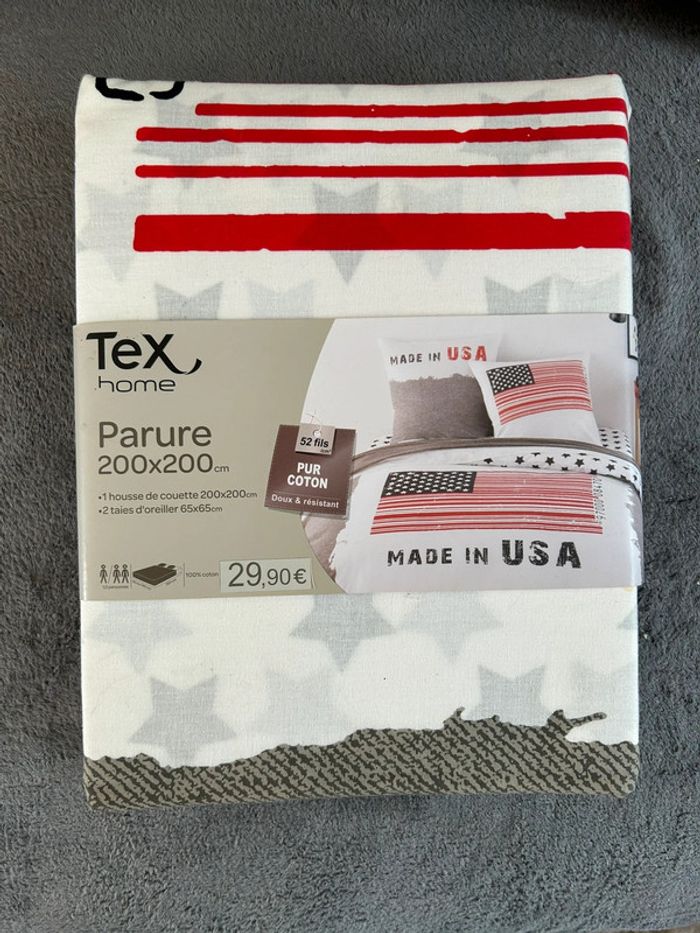 TeX
home
Parure
200x200cm
•1 housse de couette 200x200cm
•2 taies d'oreiller 65x65cm
100% coton
29,90€
52 fils
PUR
COTON
Doux & résistant
MADE IN USA
MADE IN USA